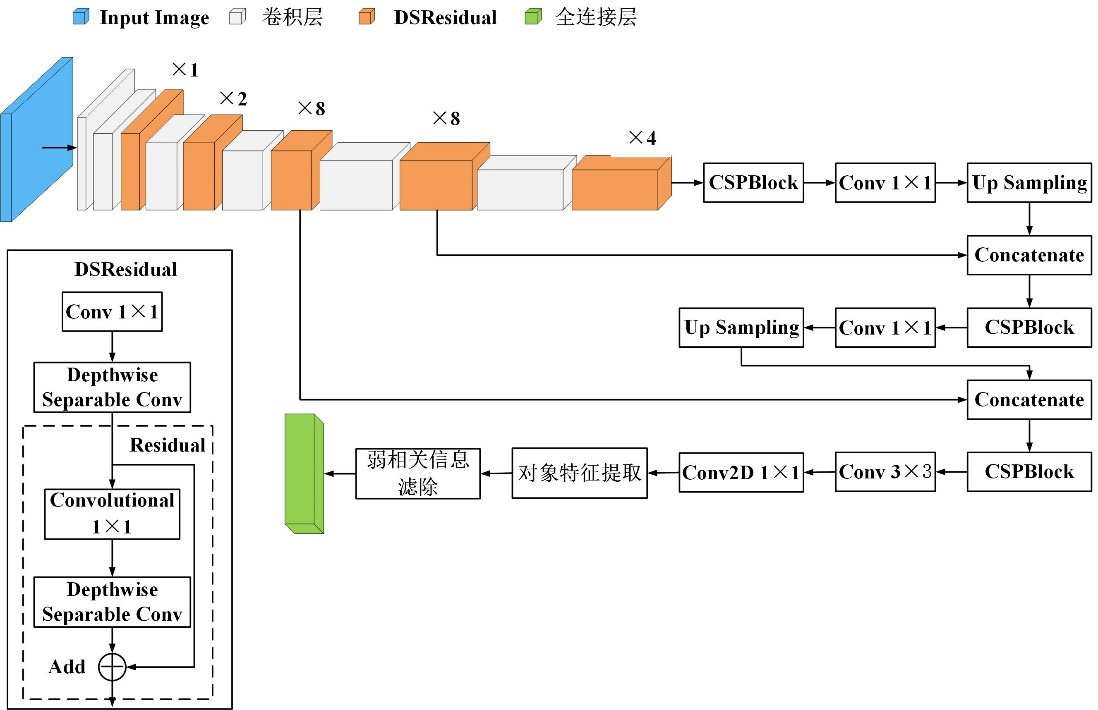 Input Image 卷积层 DSResidual 全连接层
×1
×2
×8
×8
×4
CSPBlock
Conv 1×1
Up Sampling
Concatenate
CSPBlock
Conv 1×1
Up Sampling
Concatenate
CSPBlock
Conv 3×3
Conv2D 1×1
对象特征提取
弱相关信息
滤除
DSResidual
Conv 1×1
Depthwise
Separable Conv
Residual
Convolutional
1×1
Depthwise
Separable Conv
Add